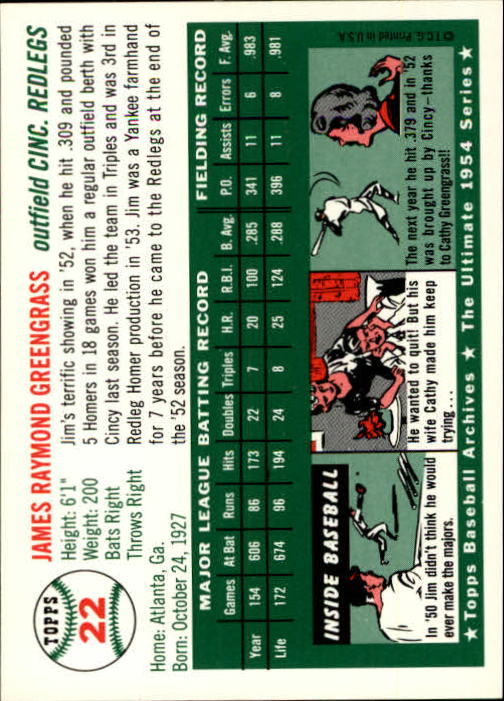 TOPPS
22
JAMES RAYMOND GREENGRASS outfield CINC. REDLEGS
Height: 6'1"
Weight: 200
Bats Right
Throws Right
Home: Atlanta, Ga.
Born: October 24, 1927
Jim's terrific showing in '52, when he hit .309 and pounded
5 Homers in 18 games won him a regular outfield berth with
Cincy last season. He led the team in Triples and was 3rd in
Redleg Homer production in '53. Jim was a Yankee farmhand
for 7 years before he came to the Redlegs at the end of
the '52 season.
MAJOR LEAGUE BATTING RECORD FIELDING RECORD
Games At Bat Runs Hits Doubles Triples H.R. R.B.I. B. Avg. P.O. Assists Errors F. Avg.
Year 154 606 86 173 22 7 20 100 .285 341 11 6 .983
Life 172 674 96 194 24 8 25 124 .288 396 11 8 .981
INSIDE BASEBALL
In '50 Jim didn't think he would
ever make the majors.
He wanted to quit! But his
wife Cathy made him keep
trying . . .
The next year he hit .379 and in '52
was brought up by Cincy—thanks
to Cathy Greengrass!!
© T.C.G. Printed in U.S.A.
★ Topps Baseball Archives ★ The Ultimate 1954 Series ★